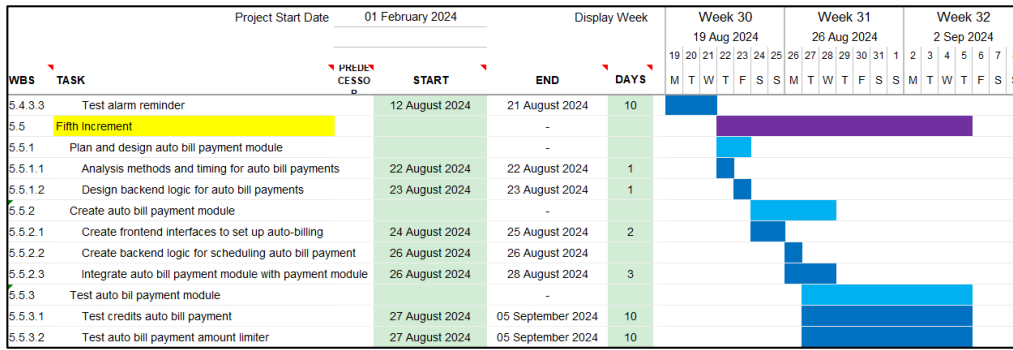 Project Start Date 01 February 2024 Display Week Week 30 Week 31 Week 32
19 Aug 2024 26 Aug 2024 2 Sep 2024
19 20 21 22 23 24 25 26 27 28 29 30 31 1 2 3 4 5 6 7
WBS TASK PREDE CESSO START END DAYS M T W T F S S M T W T F S S M T W T F S
5.4.3.3 Test alarm reminder 12 August 2024 21 August 2024 10
5.5 Fifth Increment -
5.5.1 Plan and design auto bill payment module -
5.5.1.1 Analysis methods and timing for auto bill payments 22 August 2024 22 August 2024 1
5.5.1.2 Design backend logic for auto bill payments 23 August 2024 23 August 2024 1
5.5.2 Create auto bill payment module -
5.5.2.1 Create frontend interfaces to set up auto-billing 24 August 2024 25 August 2024 2
5.5.2.2 Create backend logic for scheduling auto bill payment 26 August 2024 26 August 2024
5.5.2.3 Integrate auto bill payment module with payment module 26 August 2024 28 August 2024 3
5.5.3 Test auto bil payment module -
5.5.3.1 Test credits auto bill payment 27 August 2024 05 September 2024 10
5.5.3.2 Test auto bill payment amount limiter 27 August 2024 05 September 2024 10